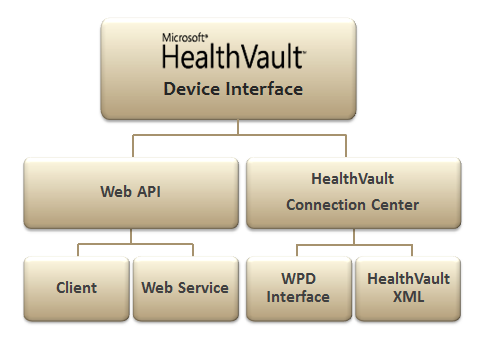 Microsoft®
HealthVault™
Device Interface
Web API
HealthVault
Connection Center
Client
Web Service
WPD
Interface
HealthVault
XML